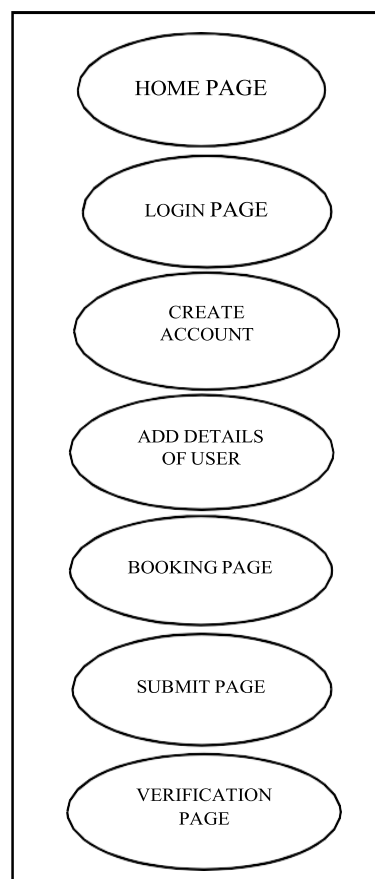 HOME PAGE
LOGIN PAGE
CREATE
ACCOUNT
ADD DETAILS
OF USER
BOOKING PAGE
SUBMIT PAGE
VERIFICATION
PAGE